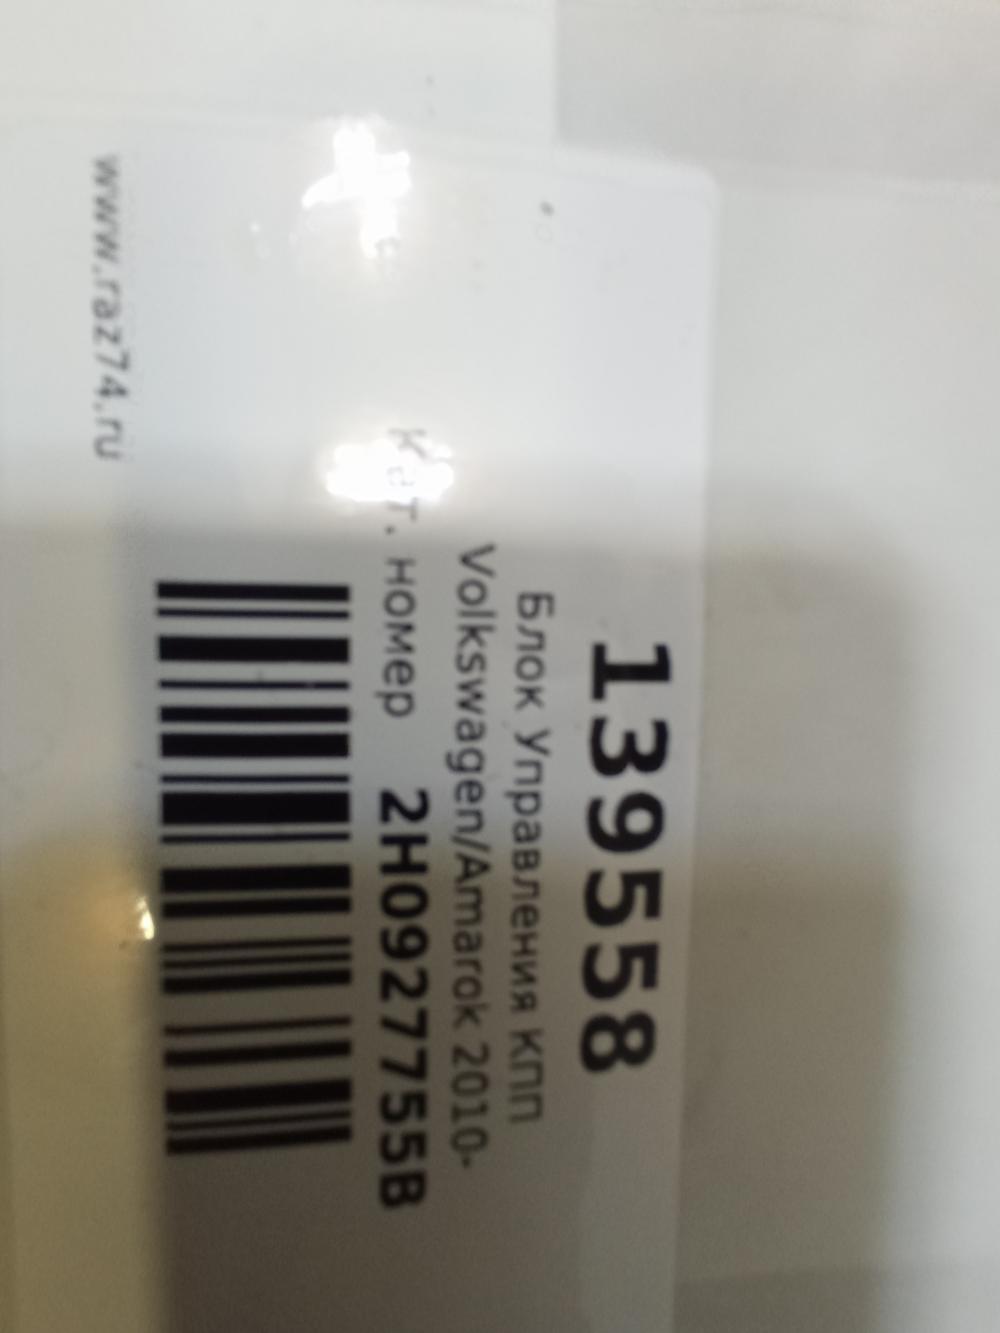 139558
Блок Управления КПП
Volkswagen/Amarok 2010-
Кат. номер 2H0927755B
www.raz74.ru